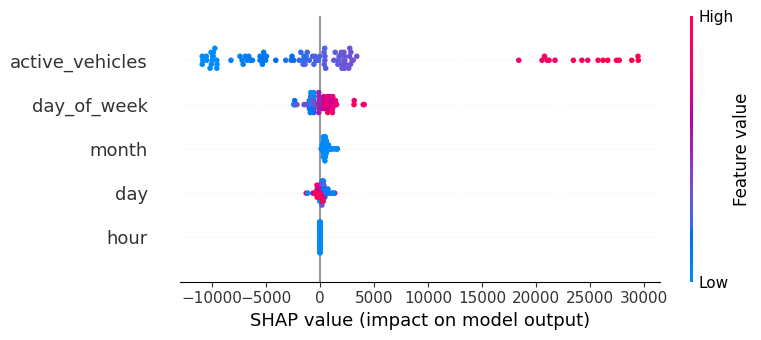 High
active_vehicles
day_of_week
month
day
hour
Feature value
Low
−10000 −5000 0 5000 10000 15000 20000 25000 30000
SHAP value (impact on model output)